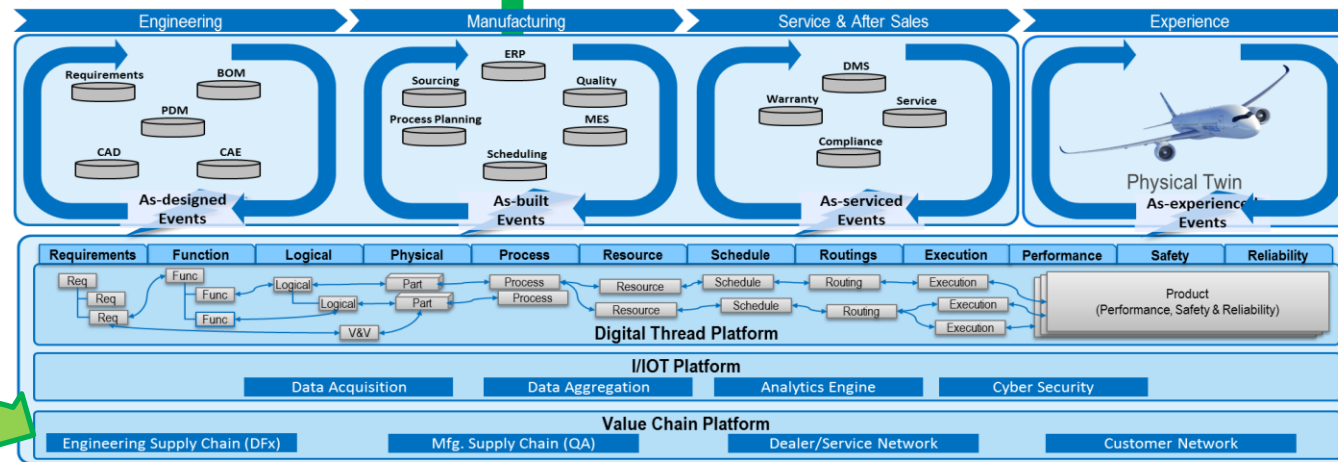 Engineering
Manufacturing
Service & After Sales
Experience
Requirements
BOM
PDM
CAD
CAE
As-designed
Events
ERP
Sourcing
Quality
Process Planning
MES
Scheduling
As-built
Events
DMS
Warranty
Service
Compliance
As-serviced
Events
Physical Twin
As-experience
Events
Requirements
Function
Logical
Physical
Process
Resource
Schedule
Routings
Execution
Performance
Safety
Reliability
Req
Req
Req
Func
Func
Func
Logical
Logical
V&V
Part
Part
Process
Process
Resource
Resource
Schedule
Schedule
Routing
Routing
Execution
Execution
Execution
Product
(Performance, Safety & Reliability)
Digital Thread Platform
I/IOT Platform
Data Acquisition
Data Aggregation
Analytics Engine
Cyber Security
Value Chain Platform
Engineering Supply Chain (DFx)
Mfg. Supply Chain (QA)
Dealer/Service Network
Customer Network